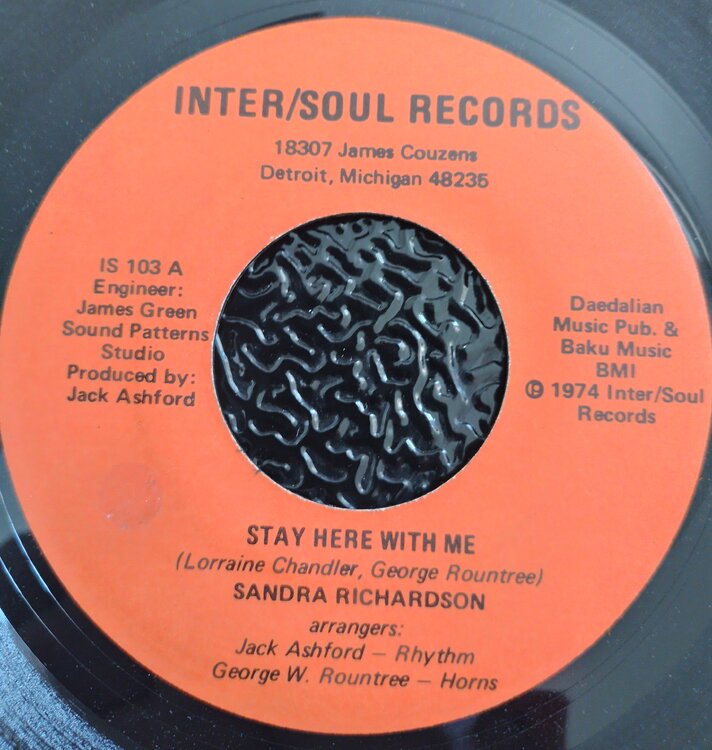 INTER/SOUL RECORDS
18307 James Couzens
Detroit, Michigan 48235
IS 103 A
Engineer:
James Green
Sound Patterns
Studio
Produced by:
Jack Ashford
Daedalian
Music Pub. &
Baku Music
BMI
© 1974 Inter/Soul
Records
STAY HERE WITH ME
(Lorraine Chandler, George Rountree)
SANDRA RICHARDSON
arrangers:
Jack Ashford — Rhythm
George W. Rountree — Horns